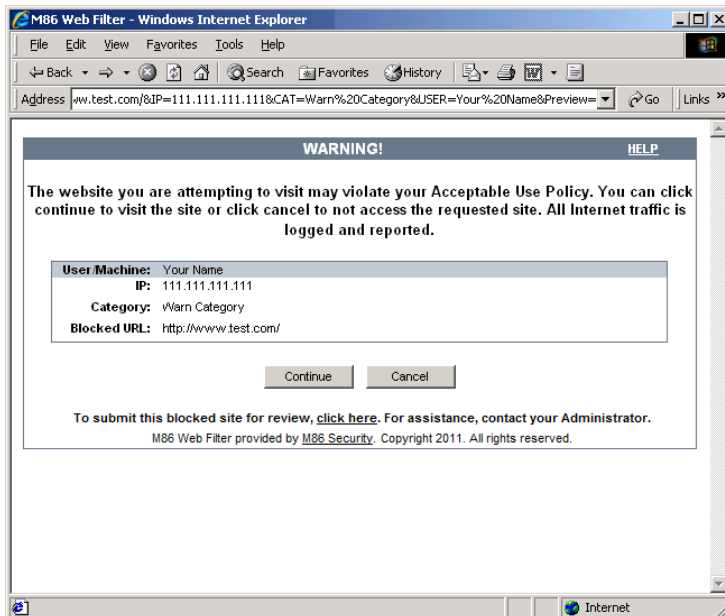 M86 Web Filter - Windows Internet Explorer
File Edit View Favorites Tools Help
Back Search Favorites History
Address ww.test.com/&IP=111.111.111.111&CAT=Warn%20Category&USER=Your%20Name&Preview= Go Links »
WARNING! HELP
The website you are attempting to visit may violate your Acceptable Use Policy. You can click
continue to visit the site or click cancel to not access the requested site. All Internet traffic is
logged and reported.
User/Machine: Your Name
IP: 111.111.111.111
Category: Warn Category
Blocked URL: http://www.test.com/
Continue Cancel
To submit this blocked site for review, click here. For assistance, contact your Administrator.
M86 Web Filter provided by M86 Security. Copyright 2011. All rights reserved.
Internet